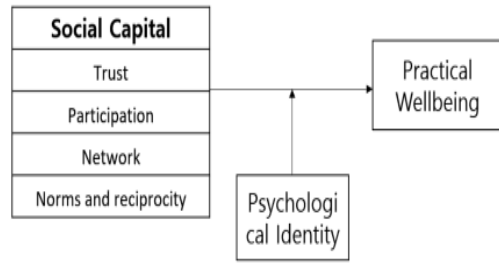 Social Capital
Trust
Participation
Network
Norms and reciprocity
Practical
Wellbeing
Psychologi
cal Identity